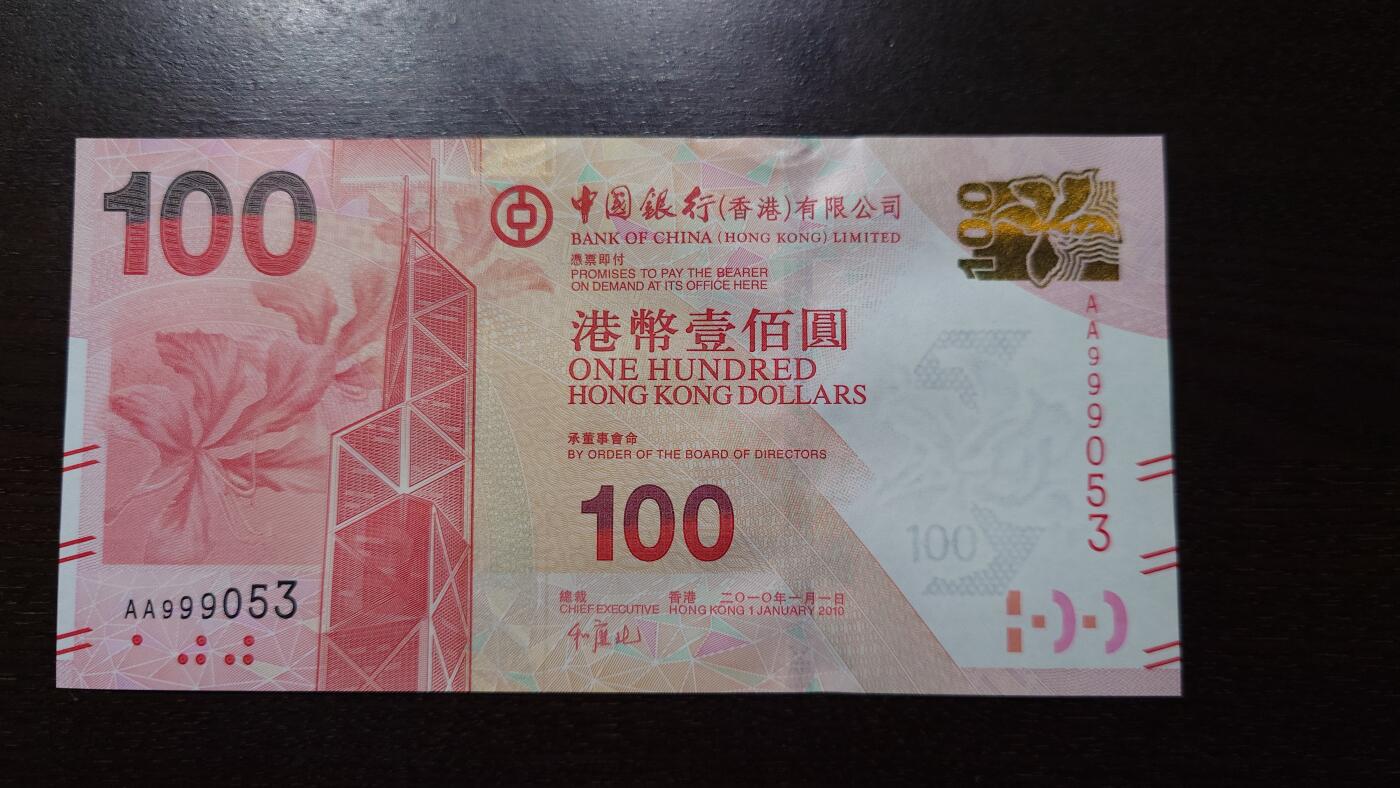 100
中國銀行(香港)有限公司
BANK OF CHINA (HONG KONG) LIMITED
憑票即付
PROMISES TO PAY THE BEARER
ON DEMAND AT ITS OFFICE HERE
港幣壹佰圓
ONE HUNDRED
HONG KONG DOLLARS
承董事會命
BY ORDER OF THE BOARD OF DIRECTORS
100
總裁 香港 二〇一〇年一月一日
CHIEF EXECUTIVE HONG KONG 1 JANUARY 2010
AA999053
100
AA999053
100